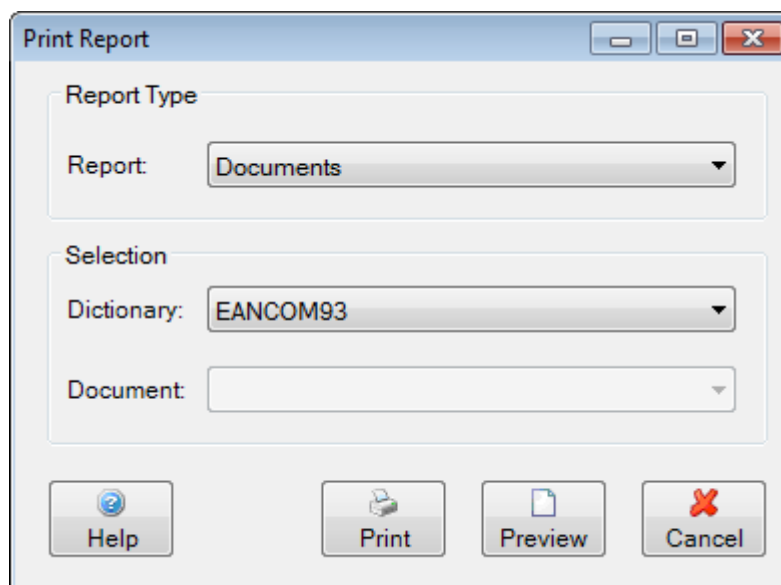 Print Report
Report Type
Report: Documents
Selection
Dictionary: EANCOM93
Document:
Help Print Preview Cancel